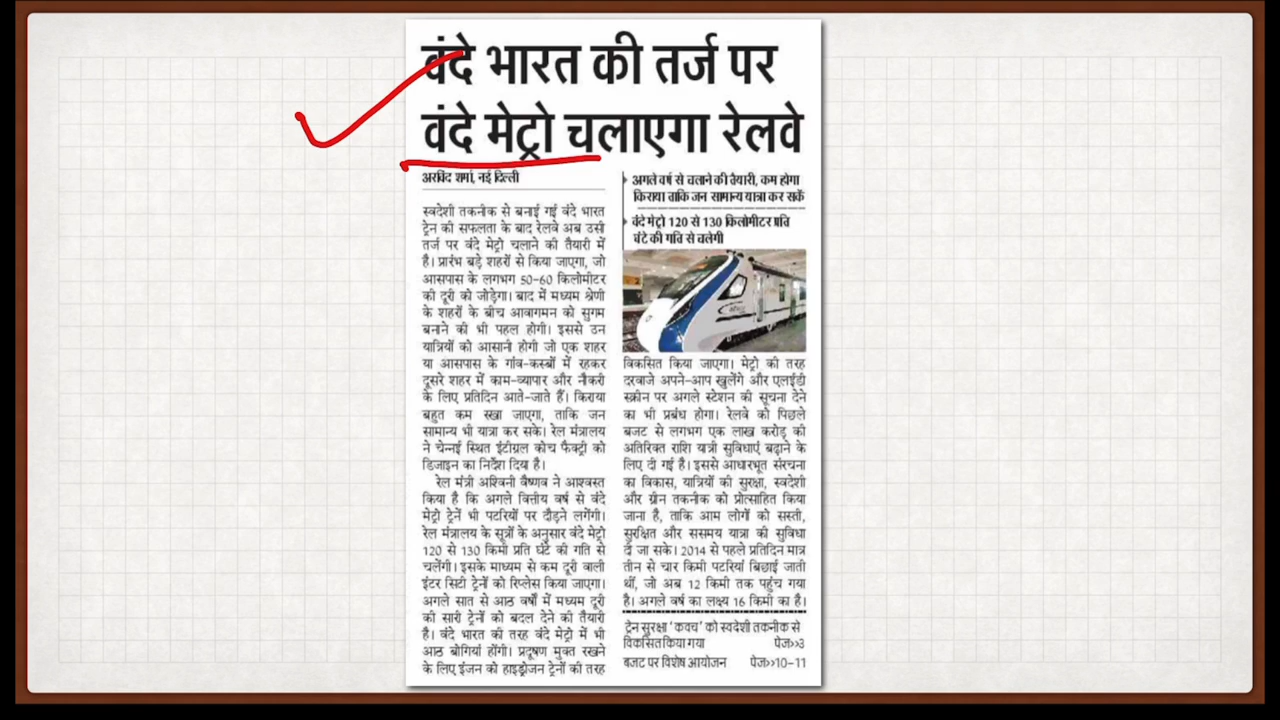 वंदे भारत की तर्ज पर
वंदे मेट्रो चलाएगा रेलवे
अरविंद शर्मा, नई दिल्ली
स्वदेशी तकनीक से बनाई गई वंदे भारत
ट्रेन की सफलता के बाद रेलवे अब उसी
तर्ज पर वंदे मेट्रो चलाने की तैयारी में
है। प्रारंभ बड़े शहरों से किया जाएगा, जो
आसपास के लगभग 50-60 किलोमीटर
की दूरी को जोड़ेगा। बाद में मध्यम श्रेणी
के शहरों के बीच आवागमन को सुगम
बनाने की भी पहल होगी। इससे उन
यात्रियों को आसानी होगी जो एक शहर
या आसपास के गांव-कस्बों में रहकर
दूसरे शहर में काम-व्यापार और नौकरी
के लिए प्रतिदिन आते-जाते हैं। किराया
बहुत कम रखा जाएगा, ताकि जन
सामान्य भी यात्रा कर सके। रेल मंत्रालय
ने चेन्नई स्थित इंटीग्रल कोच फैक्ट्री को
डिजाइन का निर्देश दिया है।
रेल मंत्री अश्विनी वैष्णव ने आश्वस्त
किया है कि अगले वित्तीय वर्ष से वंदे
मेट्रो ट्रेनें भी पटरियों पर दौड़ने लगेंगी।
रेल मंत्रालय के सूत्रों के अनुसार वंदे मेट्रो
120 से 130 किमी प्रति घंटे की गति से
चलेंगी। इसके माध्यम से कम दूरी वाली
इंटर सिटी ट्रेनों को रिप्लेस किया जाएगा।
अगले सात से आठ वर्षों में मध्यम दूरी
की सारी ट्रेनों को बदल देने की तैयारी
है। वंदे भारत की तरह वंदे मेट्रो में भी
आठ बोगियां होंगी। प्रदूषण मुक्त रखने
के लिए इंजन को हाइड्रोजन ट्रेनों की तरह
अगले वर्ष से चलाने की तैयारी, कम होगा
किराया ताकि जन सामान्य यात्रा कर सकें
वंदे मेट्रो 120 से 130 किलोमीटर प्रति
घंटे की गति से चलेगी
विकसित किया जाएगा। मेट्रो की तरह
दरवाजे अपने-आप खुलेंगे और एलईडी
स्क्रीन पर अगले स्टेशन की सूचना देने
का भी प्रबंध होगा। रेलवे को पिछले
बजट से लगभग एक लाख करोड़ की
अतिरिक्त राशि यात्री सुविधाएं बढ़ाने के
लिए दी गई है। इससे आधारभूत संरचना
का विकास, यात्रियों की सुरक्षा, स्वदेशी
और ग्रीन तकनीक को प्रोत्साहित किया
जाना है, ताकि आम लोगों को सस्ती,
सुरक्षित और ससमय यात्रा की सुविधा
दी जा सके। 2014 से पहले प्रतिदिन मात्र
तीन से चार किमी पटरियां बिछाई जाती
थीं, जो अब 12 किमी तक पहुंच गया
है। अगले वर्ष का लक्ष्य 16 किमी का है।
ट्रेन सुरक्षा 'कवच' को स्वदेशी तकनीक से
विकसित किया गया पेज>>3
बजट पर विशेष आयोजन पेज>>10-11